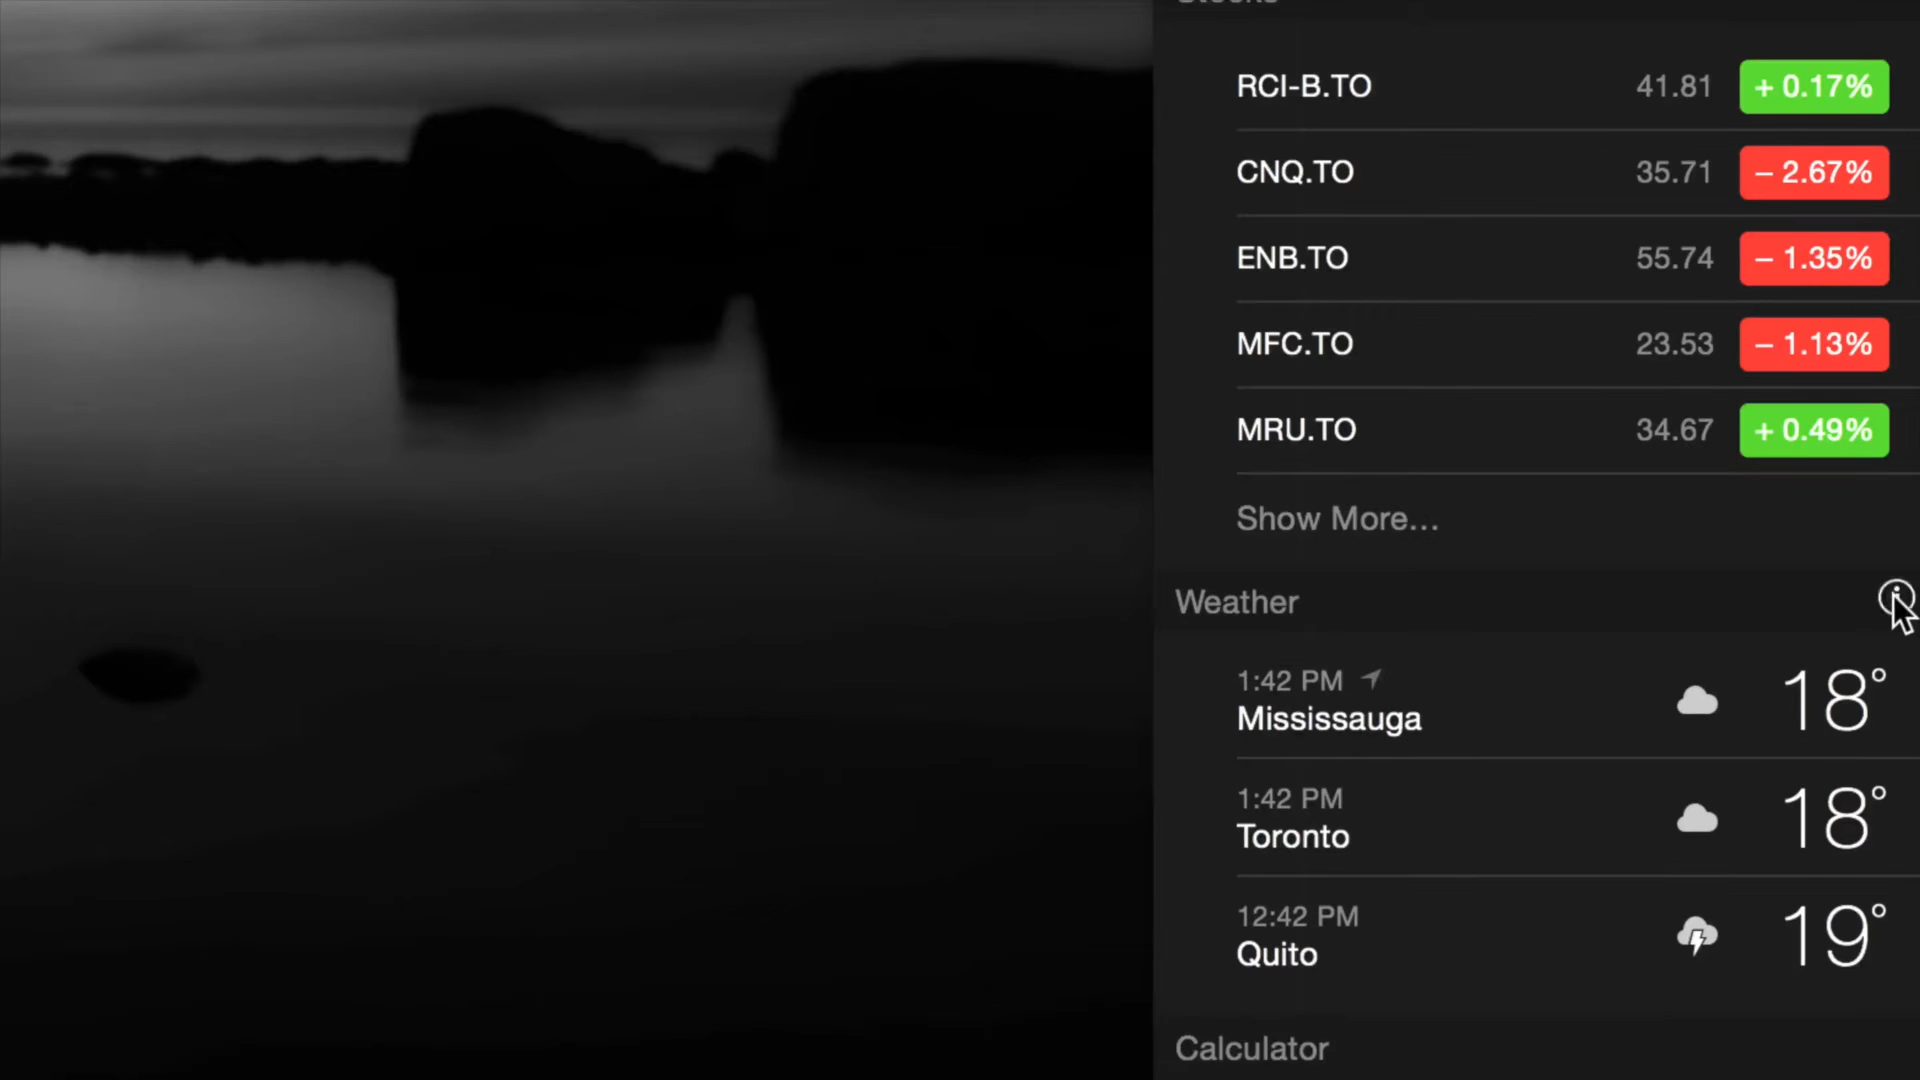 Stocks
RCI-B.TO 41.81 + 0.17%
CNQ.TO 35.71 – 2.67%
ENB.TO 55.74 – 1.35%
MFC.TO 23.53 – 1.13%
MRU.TO 34.67 + 0.49%
Show More...
Weather
1:42 PM
Mississauga 18°
1:42 PM
Toronto 18°
12:42 PM
Quito 19°
Calculator